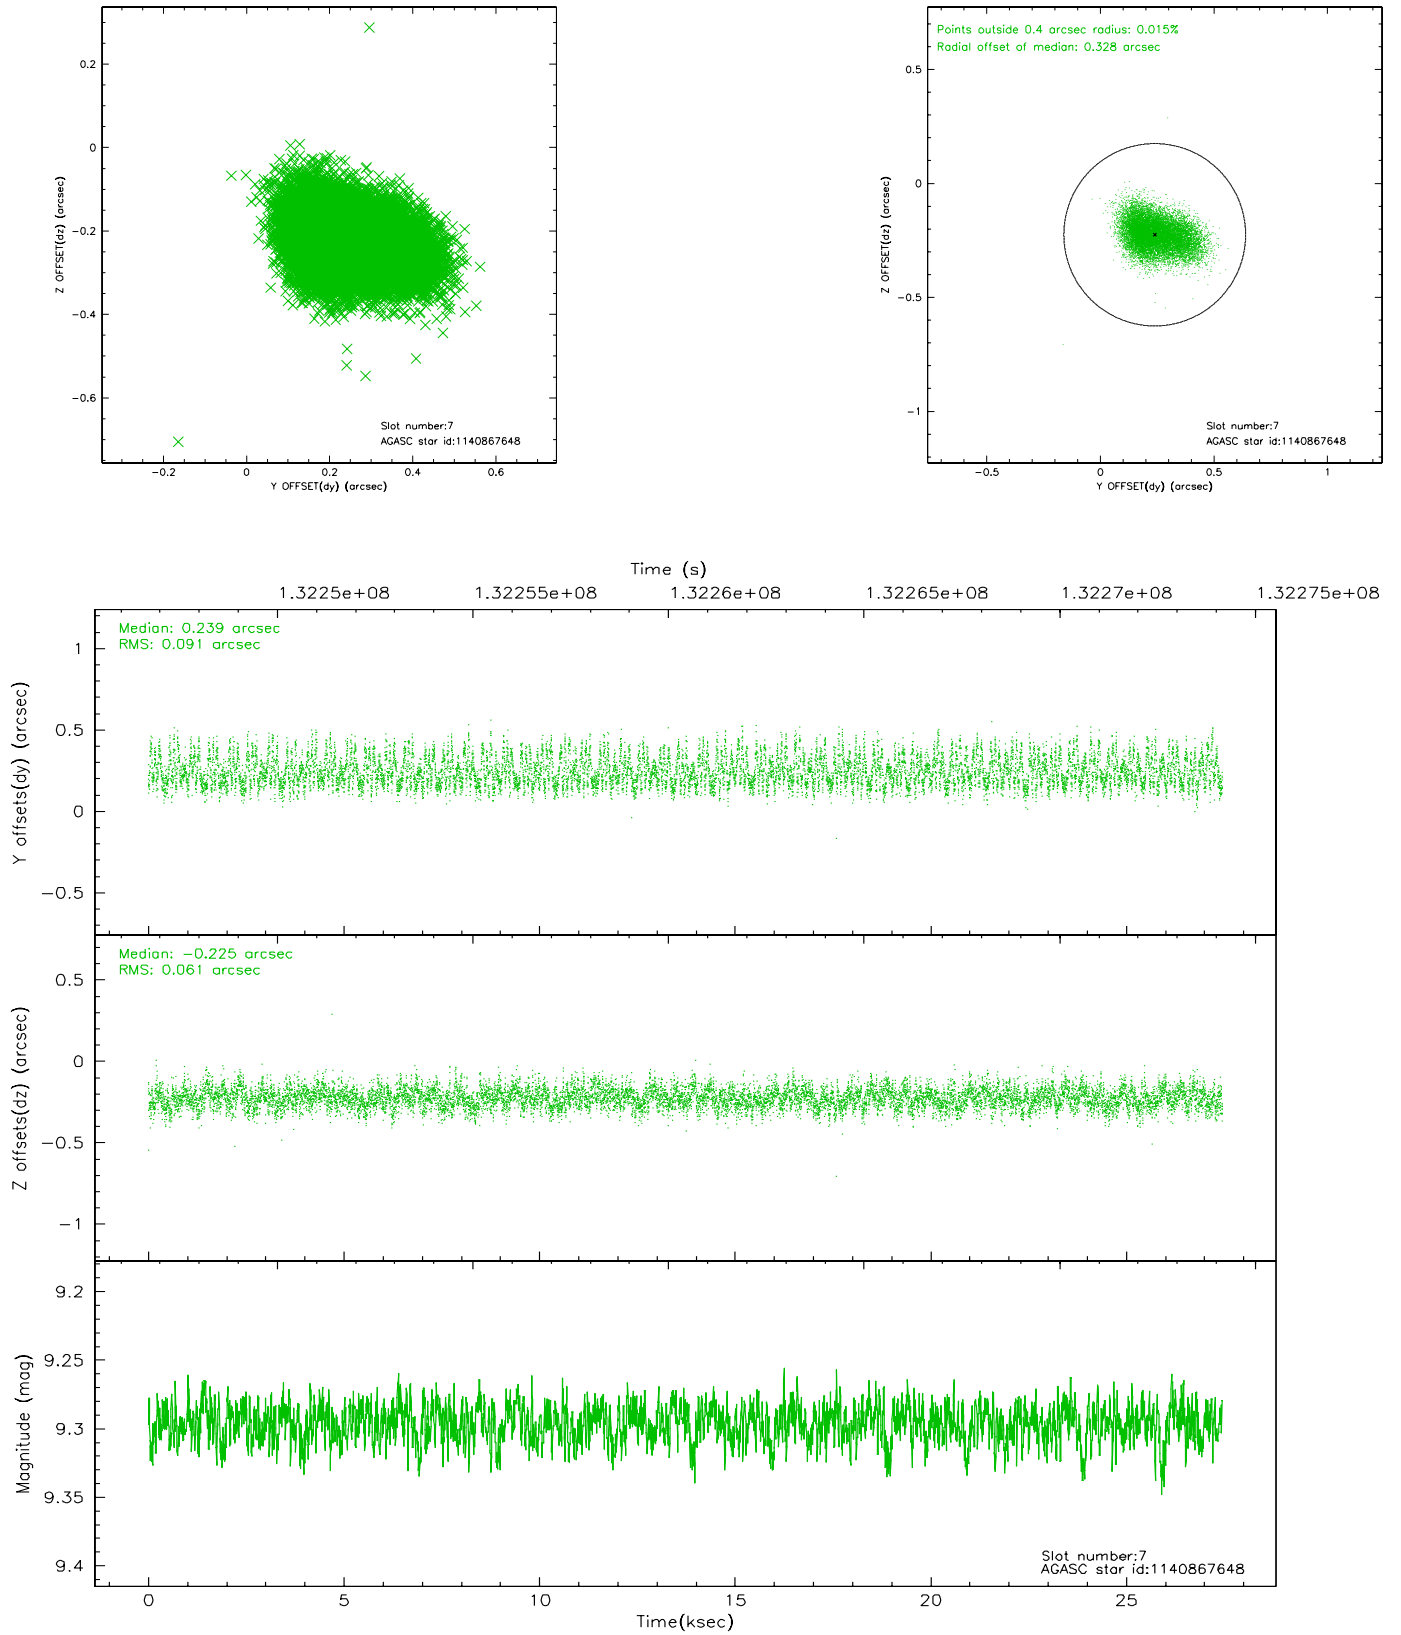 0.2
0
−0.2
−0.4
−0.6
Z OFFSET(dz) (arcsec)
Slot number:7
AGASC star id:1140867648
−0.2 0 0.2 0.4 0.6
Y OFFSET(dy) (arcsec)
Points outside 0.4 arcsec radius: 0.015%
Radial offset of median: 0.328 arcsec
0.5
0
−0.5
−1
Z OFFSET(dz) (arcsec)
Slot number:7
AGASC star id:1140867648
−0.5 0 0.5 1
Y OFFSET(dy) (arcsec)
Time (s)
1.3225e+08 1.32255e+08 1.3226e+08 1.32265e+08 1.3227e+08 1.32275e+08
Median: 0.239 arcsec
RMS: 0.091 arcsec
1
0.5
0
−0.5
Y offsets(dy) (arcsec)
Median: −0.225 arcsec
RMS: 0.061 arcsec
0.5
0
−0.5
−1
Z offsets(dz) (arcsec)
9.2
9.25
9.3
9.35
9.4
Magnitude (mag)
Slot number:7
AGASC star id:1140867648
0 5 10 15 20 25
Time(ksec)